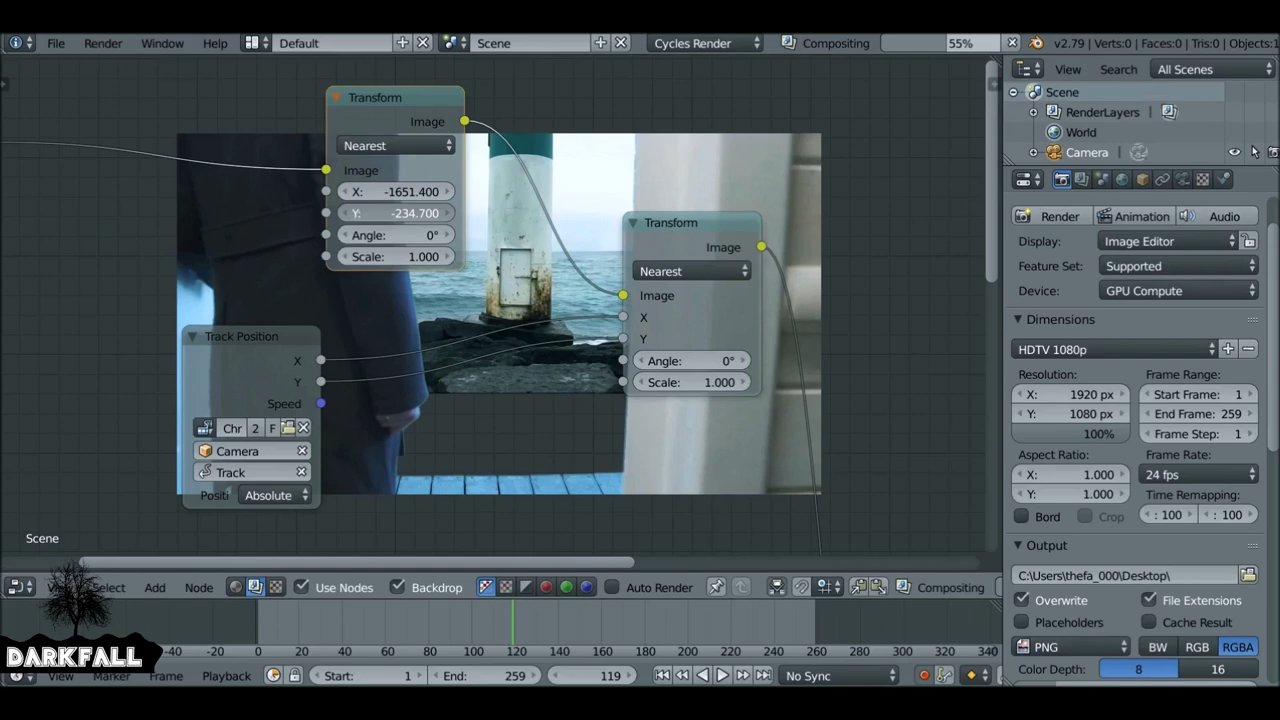 File Render Window Help Default Scene Cycles Render Compositing 55% v2.79 | Verts:0 | Faces:0 | Tris:0 | Objects:1
View Search All Scenes
Scene
RenderLayers
World
Camera
Transform
Image
Nearest
Image
X: -1651.400
Y: -234.700
Angle: 0°
Scale: 1.000
Transform
Image
Nearest
Image
X
Y
Angle: 0°
Scale: 1.000
Track Position
X
Y
Speed
Chr 2 F
Camera
Track
Positi Absolute
Scene
Render Animation Audio
Display: Image Editor
Feature Set: Supported
Device: GPU Compute
Dimensions
HDTV 1080p
Resolution: Frame Range:
X: 1920 px Start Frame: 1
Y: 1080 px End Frame: 259
100% Frame Step: 1
Aspect Ratio: Frame Rate:
X: 1.000 24 fps
Y: 1.000 Time Remapping:
Bord Crop : 100 : 100
Output
C:\Users\thefa_000\Desktop\
Overwrite File Extensions
Placeholders Cache Result
PNG BW RGB RGBA
Color Depth: 8 16
Select Add Node Use Nodes Backdrop Auto Render Compositing
-40 -20 0 20 40 60 80 100 120 140 160 180 200 220 240 260 280 300 320 340
View Marker Frame Playback Start: 1 End: 259 119 No Sync
DARKFALL